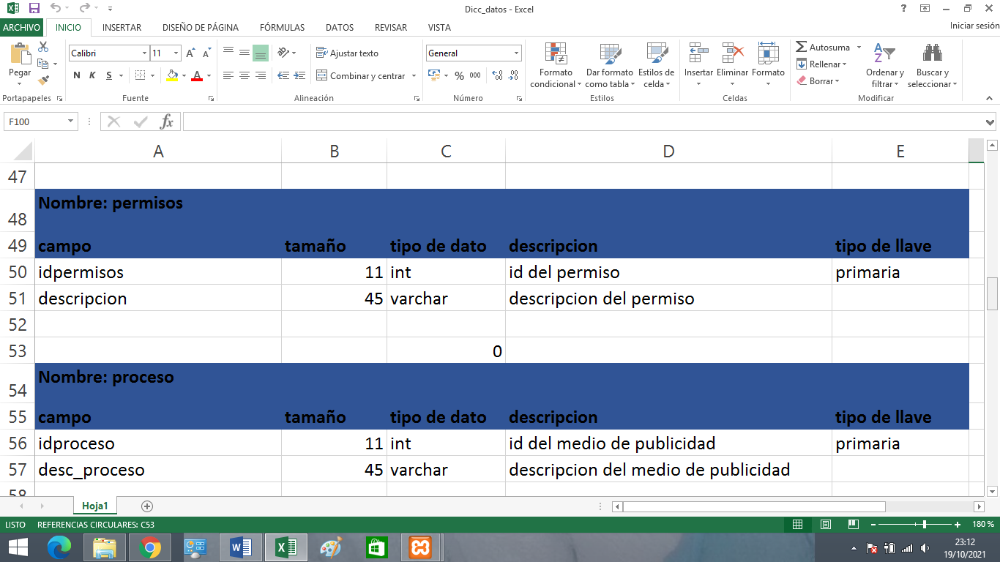 Dicc_datos - Excel
ARCHIVO INICIO INSERTAR DISEÑO DE PÁGINA FÓRMULAS DATOS REVISAR VISTA Iniciar sesión
Pegar
Portapapeles
Calibri 11
N K S
Fuente
Ajustar texto
Combinar y centrar
Alineación
General
% 000
Número
Formato condicional
Dar formato como tabla
Estilos de celda
Estilos
Insertar Eliminar Formato
Celdas
Autosuma
Rellenar
Borrar
Ordenar y filtrar
Buscar y seleccionar
Modificar
F100 fx
A B C D E
47
48 Nombre: permisos
49 campo tamaño tipo de dato descripcion tipo de llave
50 idpermisos 11 int id del permiso primaria
51 descripcion 45 varchar descripcion del permiso
52
53 0
54 Nombre: proceso
55 campo tamaño tipo de dato descripcion tipo de llave
56 idproceso 11 int id del medio de publicidad primaria
57 desc_proceso 45 varchar descripcion del medio de publicidad
58
Hoja1
LISTO REFERENCIAS CIRCULARES: C53 180 %
23:12
19/10/2021